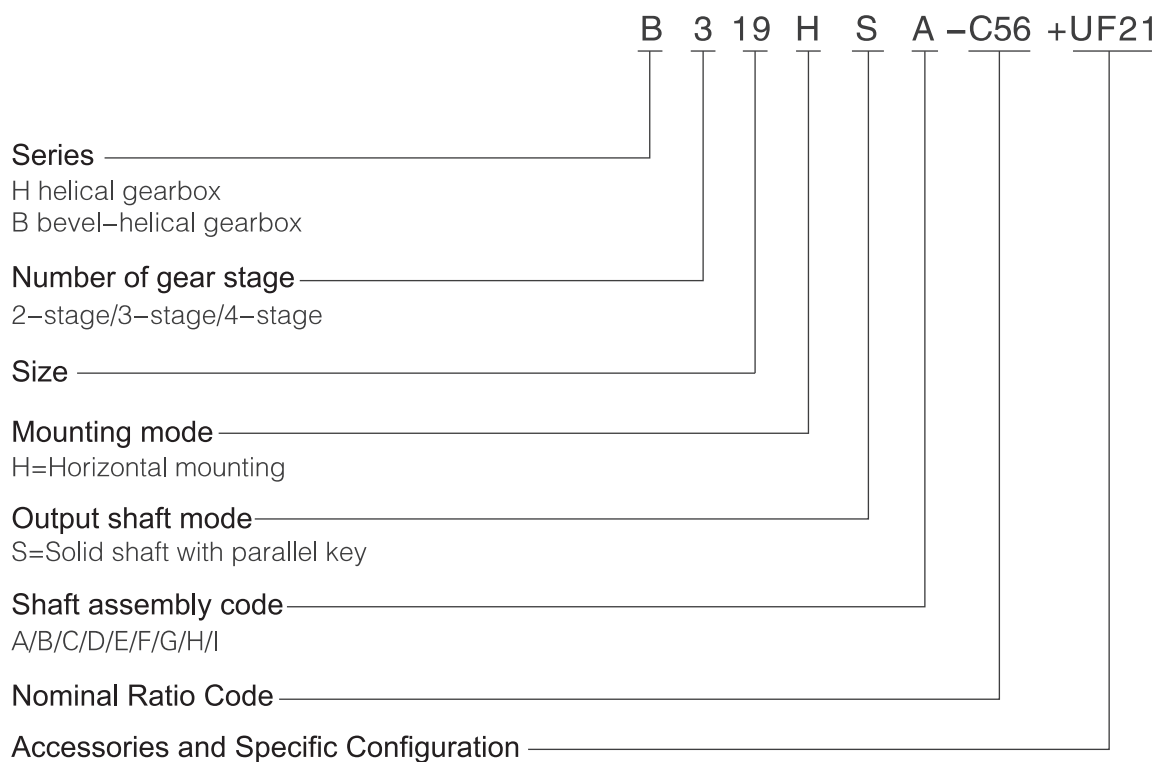 B 3 19 H S A –C56 +UF21
Series
H helical gearbox
B bevel–helical gearbox
Number of gear stage
2–stage/3–stage/4–stage
Size
Mounting mode
H=Horizontal mounting
Output shaft mode
S=Solid shaft with parallel key
Shaft assembly code
A/B/C/D/E/F/G/H/I
Nominal Ratio Code
Accessories and Specific Configuration